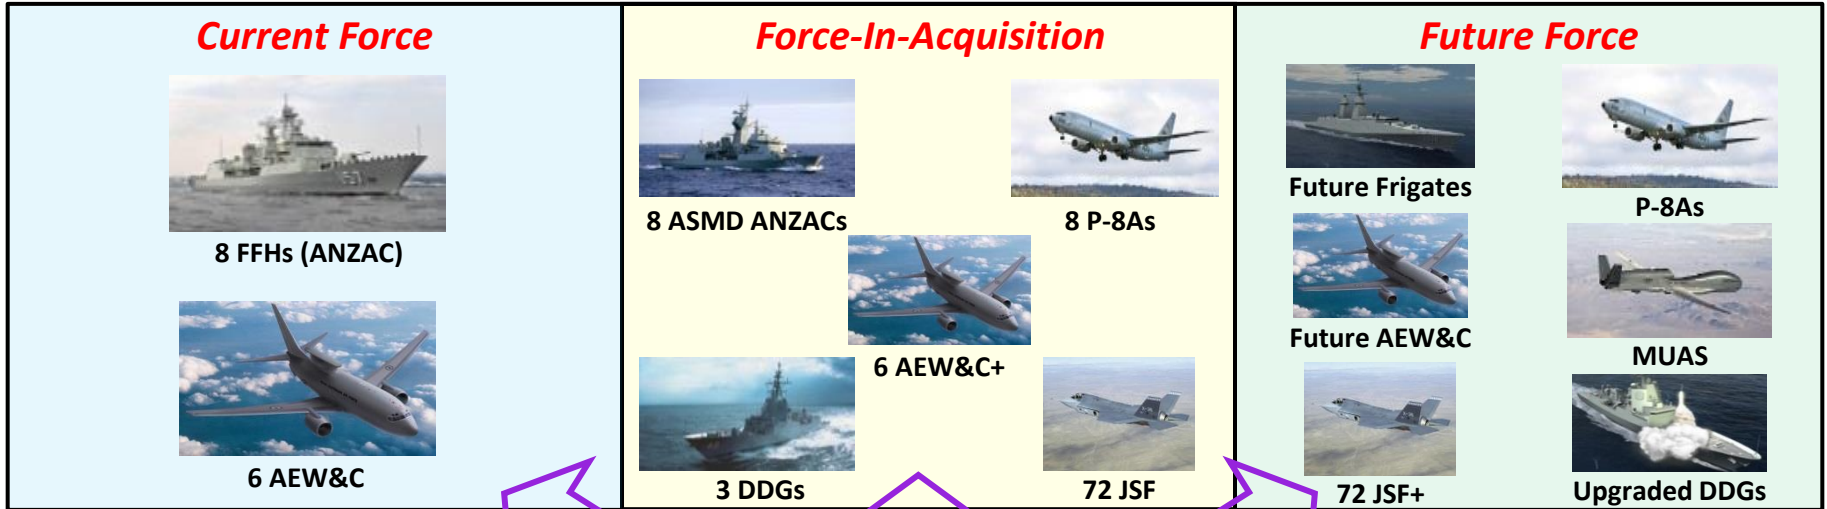 Current Force
8 FFHs (ANZAC)
6 AEW&C
Force-In-Acquisition
8 ASMD ANZACs
8 P-8As
6 AEW&C+
3 DDGs
72 JSF
Future Force
Future Frigates
P-8As
Future AEW&C
MUAS
72 JSF+
Upgraded DDGs